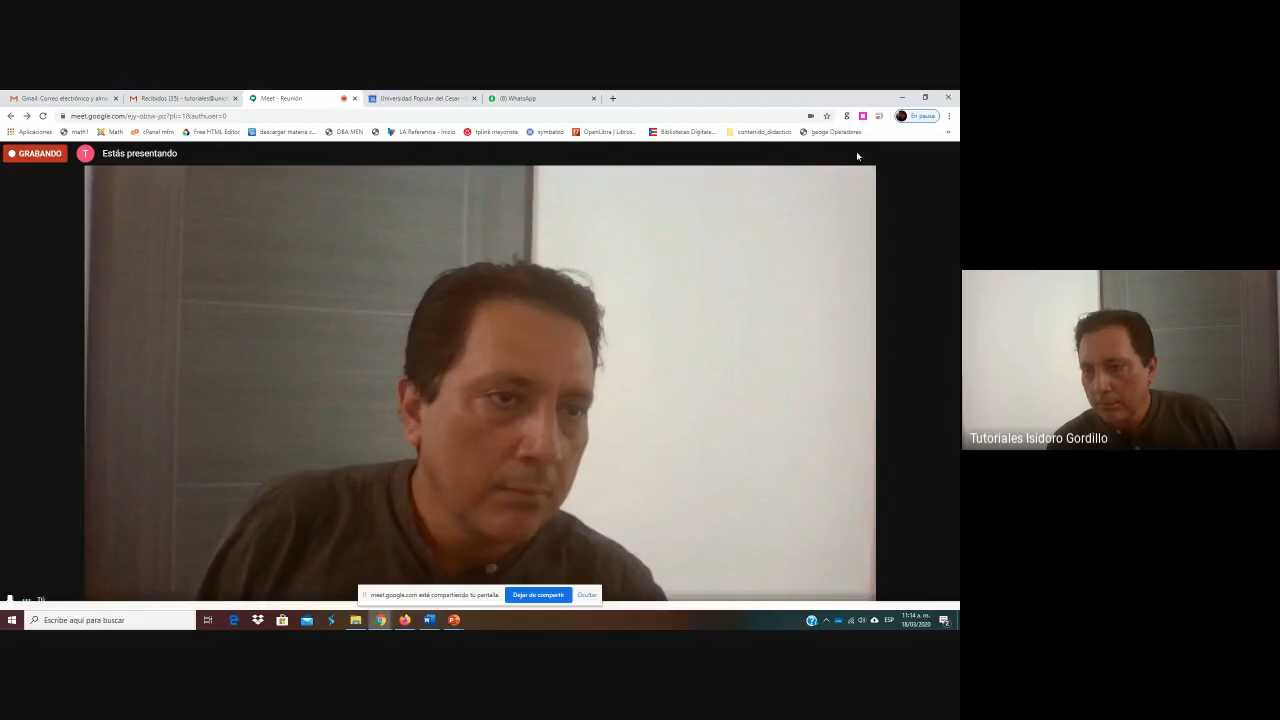 Gmail: Correo electrónico y alma
Recibidos (35) - tutoriales@unic
Meet - Reunión
Universidad Popular del Cesar -
(8) WhatsApp
meet.google.com/ejy-obsw-jxz?pli=1&authuser=0
En pausa
Aplicaciones
math1
Math
cPanel mfm
Free HTML Editor
descargar materia c...
DBA MEN
LA Referencia - Inicio
tplink mayorista
symbaloo
OpenLibra | Libros...
Bibliotecas Digitale...
contenido_didactico
geoge Operadores
GRABANDO
T
Estás presentando
Tutoriales Isidoro Gordillo
Tú
meet.google.com está compartiendo tu pantalla.
Dejar de compartir
Ocultar
Escribe aquí para buscar
ESP
11:14 a. m.
18/03/2020